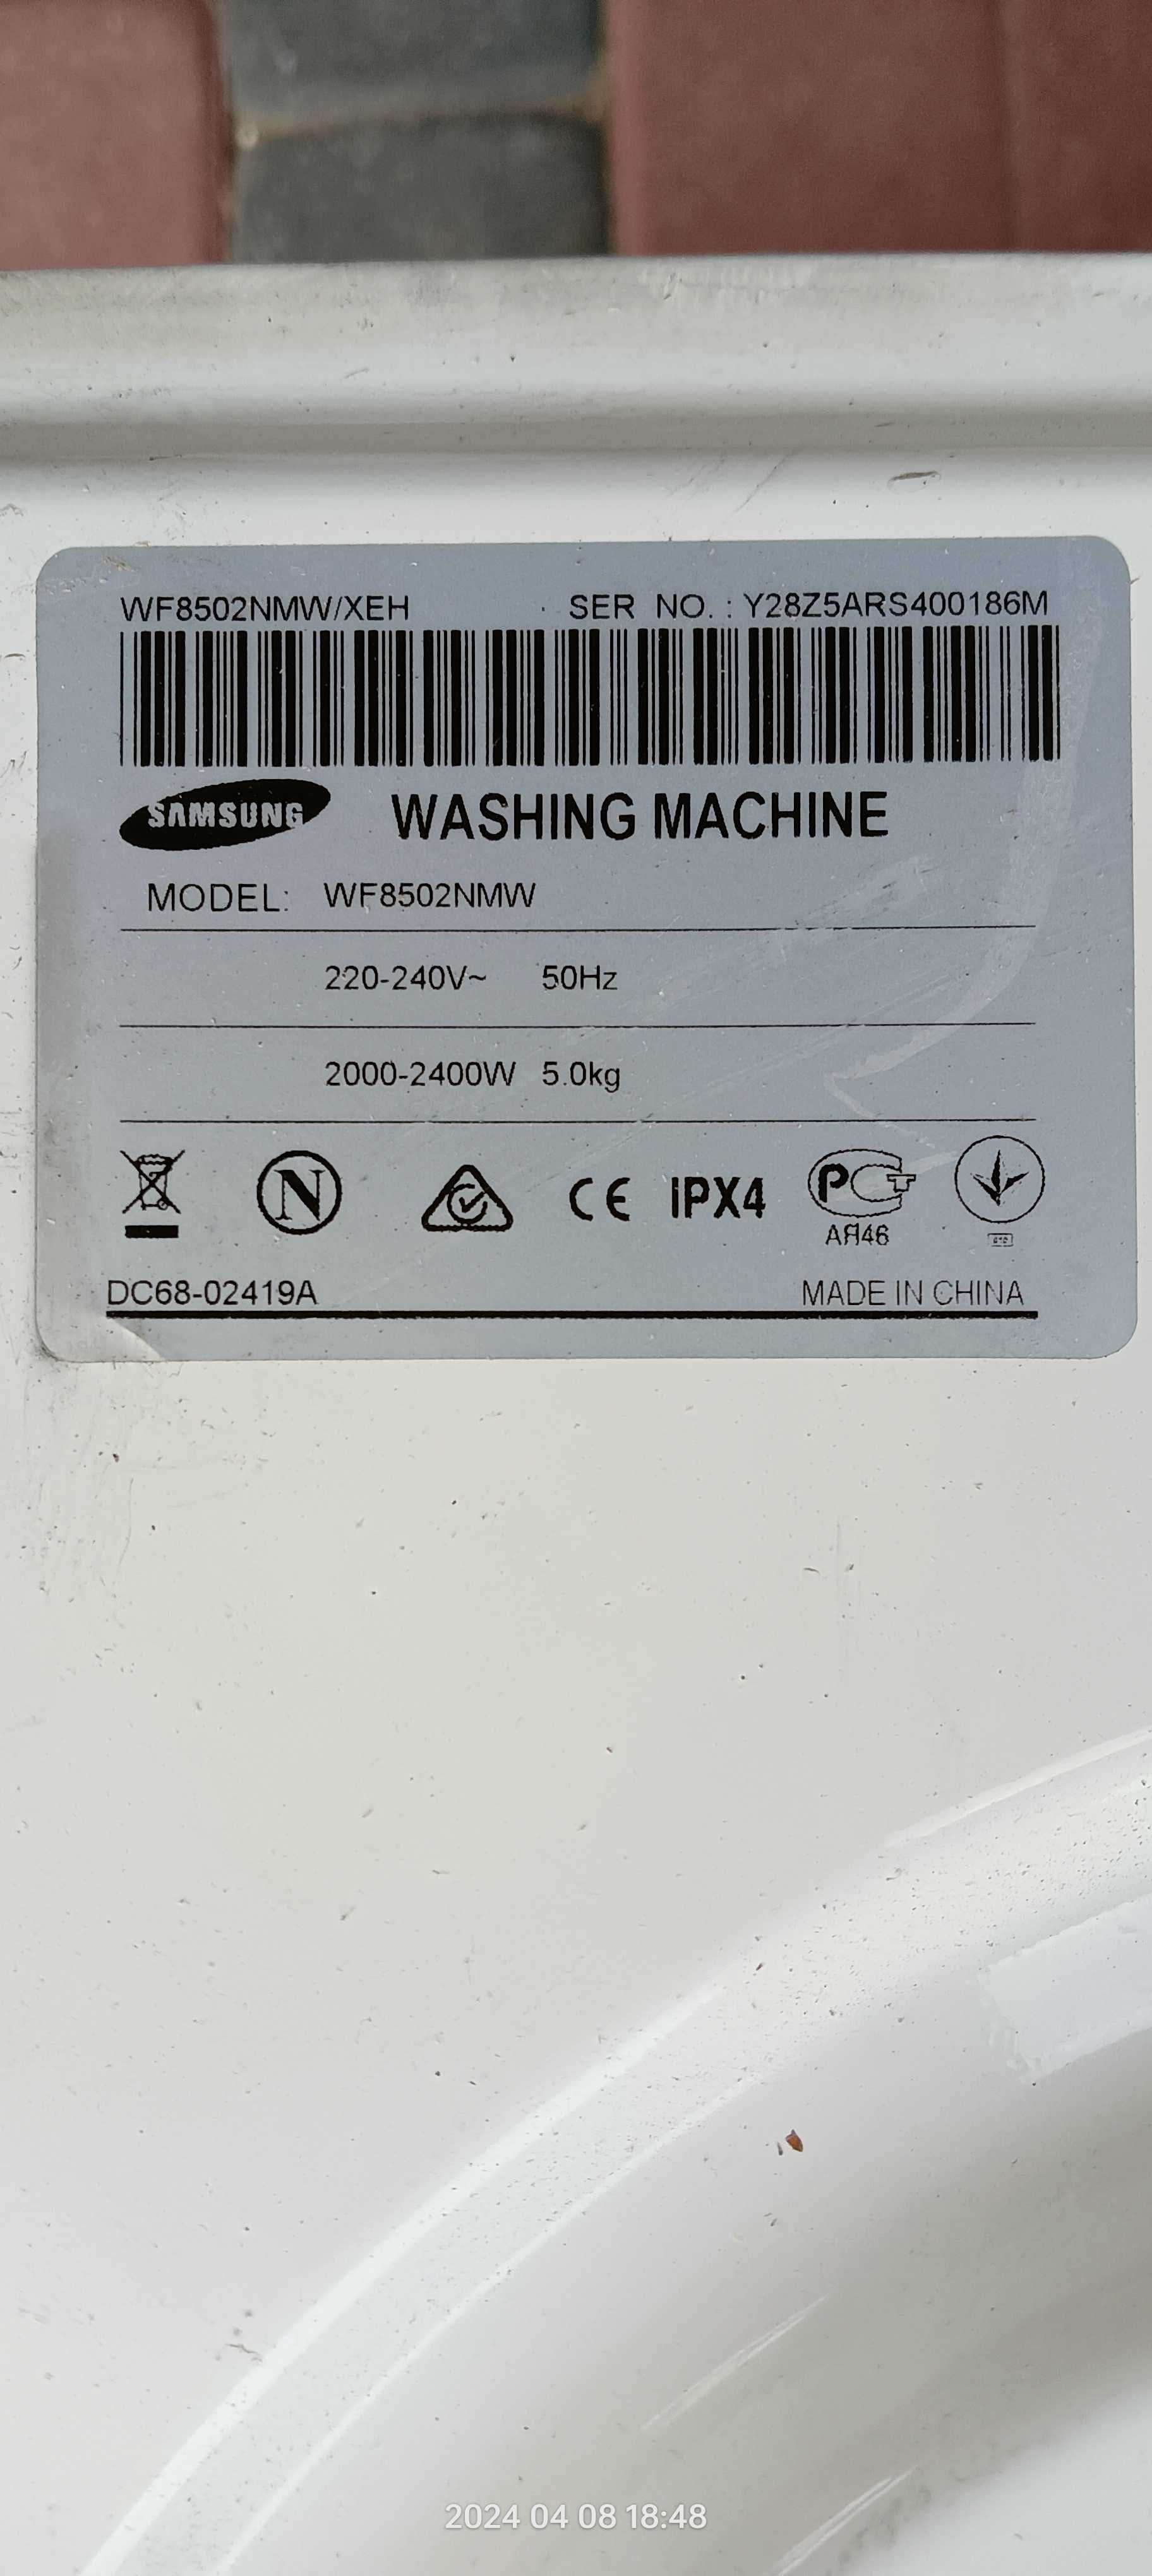 WF8502NMW/XEH SER NO. : Y28Z5ARS400186M
SAMSUNG WASHING MACHINE
MODEL: WF8502NMW
220-240V~ 50Hz
2000-2400W 5.0kg
N CE IPX4 РСТ
АЯ46
DC68-02419A MADE IN CHINA
2024 04 08 18:48